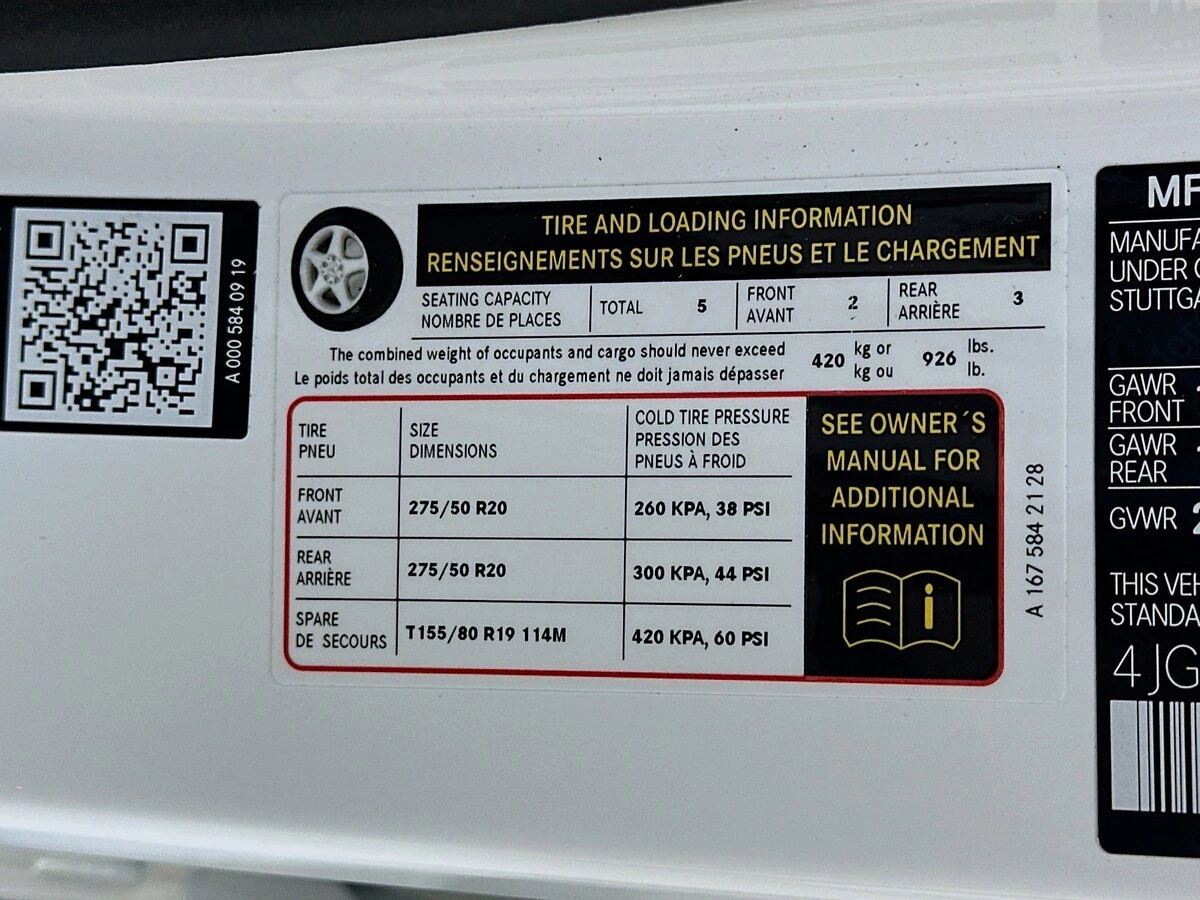 A 000 584 09 19
TIRE AND LOADING INFORMATION
RENSEIGNEMENTS SUR LES PNEUS ET LE CHARGEMENT
SEATING CAPACITY
NOMBRE DE PLACES
TOTAL 5
FRONT
AVANT
2
REAR
ARRIÈRE
3
The combined weight of occupants and cargo should never exceed
Le poids total des occupants et du chargement ne doit jamais dépasser
420 kg or
kg ou
926 lbs.
lb.
TIRE
PNEU
SIZE
DIMENSIONS
COLD TIRE PRESSURE
PRESSION DES
PNEUS À FROID
FRONT
AVANT
275/50 R20
260 KPA, 38 PSI
REAR
ARRIÈRE
275/50 R20
300 KPA, 44 PSI
SPARE
DE SECOURS
T155/80 R19 114M
420 KPA, 60 PSI
SEE OWNER´S
MANUAL FOR
ADDITIONAL
INFORMATION
i
A 167 584 21 28
MF
MANUFA
UNDER
STUTTGA
GAWR
FRONT
GAWR
REAR
GVWR 2
THIS VEH
STANDA
4JG